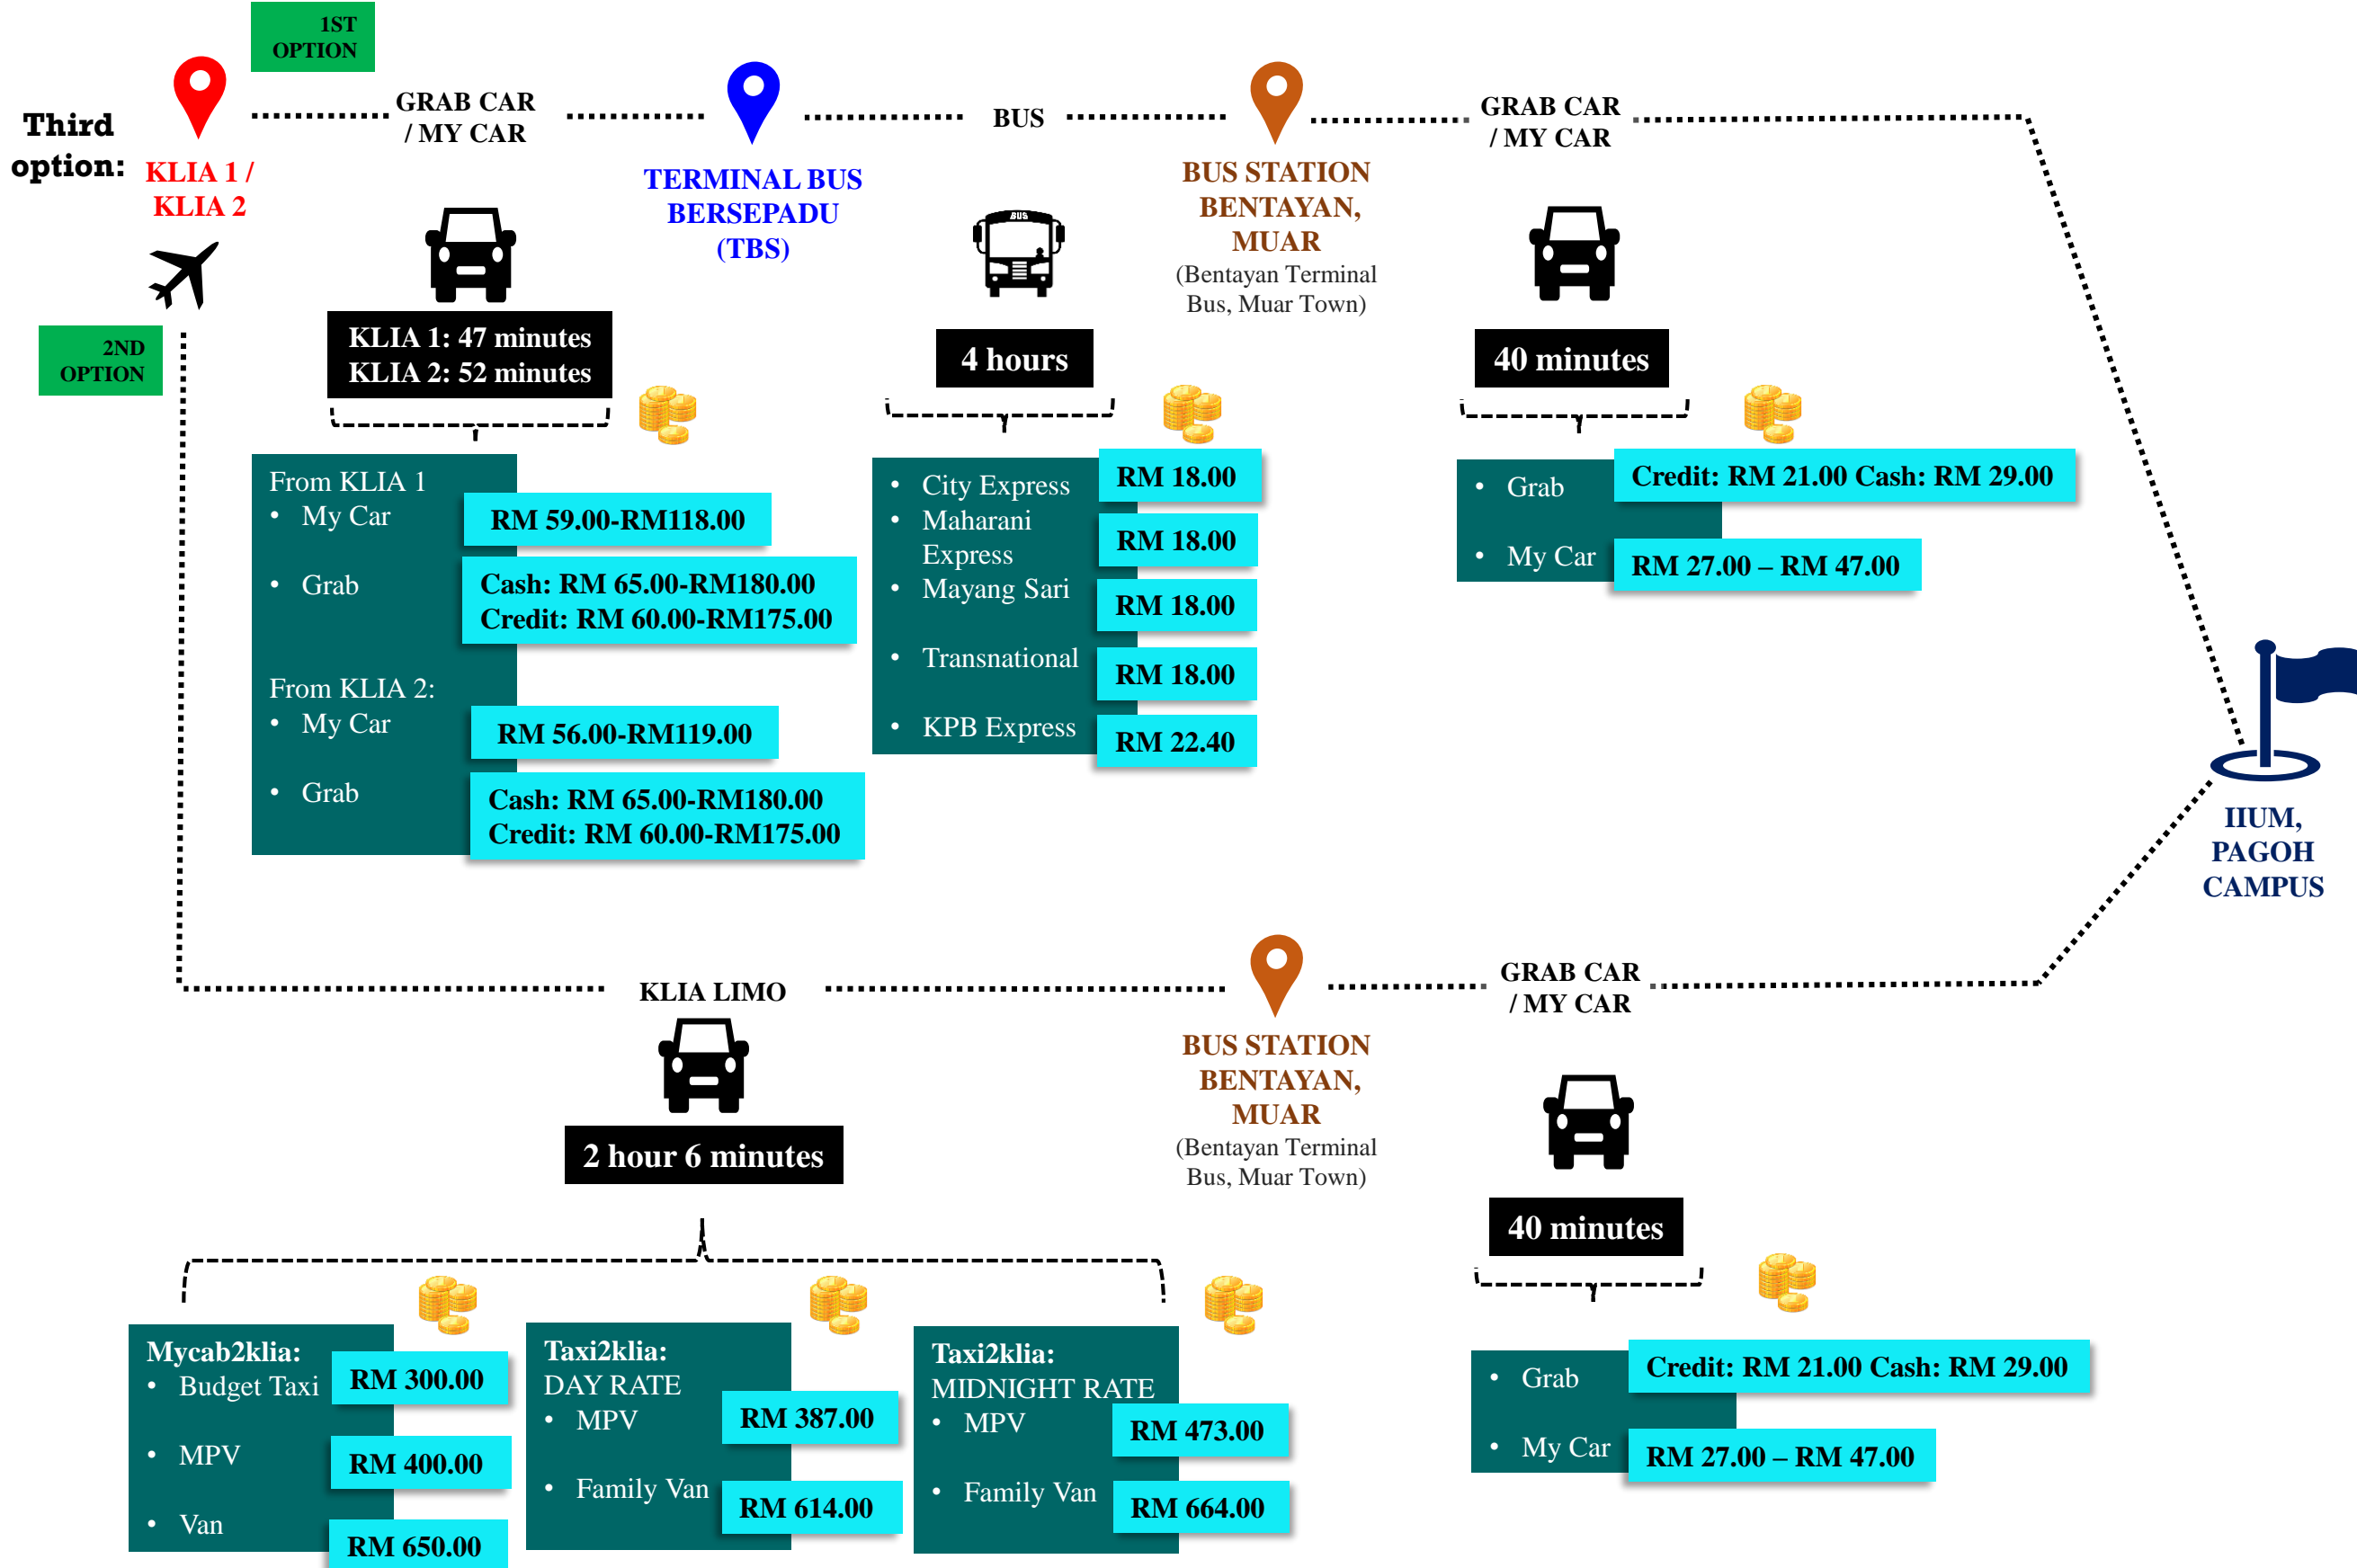 1ST
OPTION
Third
option:
KLIA 1 /
KLIA 2
GRAB CAR
/ MY CAR
TERMINAL BUS
BERSEPADU
(TBS)
BUS
BUS STATION
BENTAYAN,
MUAR
(Bentayan Terminal
Bus, Muar Town)
GRAB CAR
/ MY CAR
BUS
2ND
OPTION
KLIA 1: 47 minutes
KLIA 2: 52 minutes
4 hours
40 minutes
From KLIA 1
• My Car
RM 59.00-RM118.00
• Grab
Cash: RM 65.00-RM180.00
Credit: RM 60.00-RM175.00
From KLIA 2:
• My Car
RM 56.00-RM119.00
• Grab
Cash: RM 65.00-RM180.00
Credit: RM 60.00-RM175.00
• City Express
RM 18.00
• Maharani
Express
RM 18.00
• Mayang Sari
RM 18.00
• Transnational
RM 18.00
• KPB Express
RM 22.40
• Grab
Credit: RM 21.00 Cash: RM 29.00
• My Car
RM 27.00 – RM 47.00
IIUM,
PAGOH
CAMPUS
KLIA LIMO
2 hour 6 minutes
BUS STATION
BENTAYAN,
MUAR
(Bentayan Terminal
Bus, Muar Town)
GRAB CAR
/ MY CAR
40 minutes
Mycab2klia:
• Budget Taxi
RM 300.00
• MPV
RM 400.00
• Van
RM 650.00
Taxi2klia:
DAY RATE
• MPV
RM 387.00
• Family Van
RM 614.00
Taxi2klia:
MIDNIGHT RATE
• MPV
RM 473.00
• Family Van
RM 664.00
• Grab
Credit: RM 21.00 Cash: RM 29.00
• My Car
RM 27.00 – RM 47.00